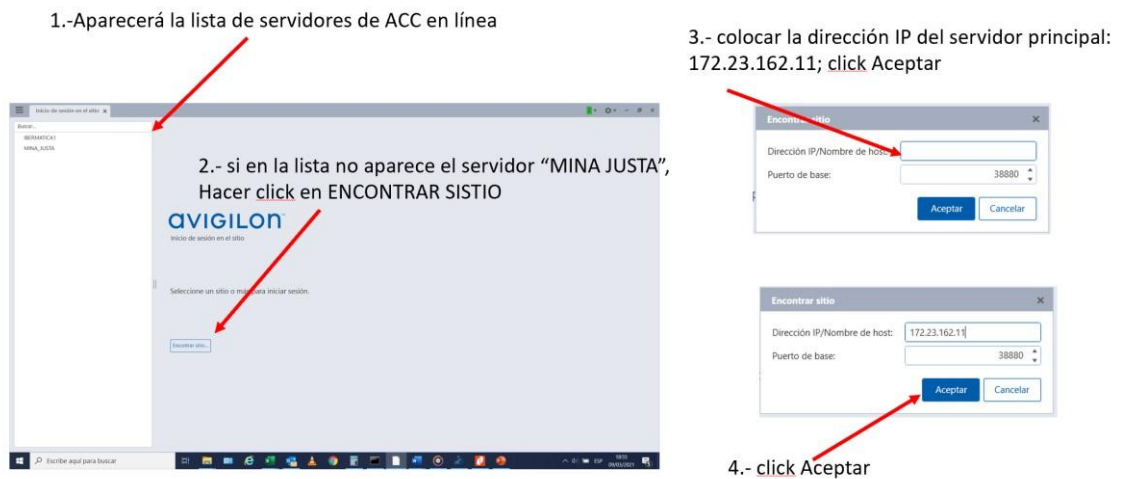 1.-Aparecerá la lista de servidores de ACC en línea
3.- colocar la dirección IP del servidor principal:
172.23.162.11; click Aceptar
Inicio de sesión en el sitio x
Buscar...
IBERMATICA1
MINA_JUSTA
2.- si en la lista no aparece el servidor “MINA JUSTA”,
Hacer click en ENCONTRAR SISTIO
avigilon
Inicio de sesión en el sitio
Seleccione un sitio o más para iniciar sesión.
Encontrar sitio...
Encontrar sitio
Dirección IP/Nombre de host:
Puerto de base: 38880
Aceptar Cancelar
Encontrar sitio
Dirección IP/Nombre de host: 172.23.162.11
Puerto de base: 38880
Aceptar Cancelar
Escribe aquí para buscar
ESP
09/03/2021
4.- click Aceptar